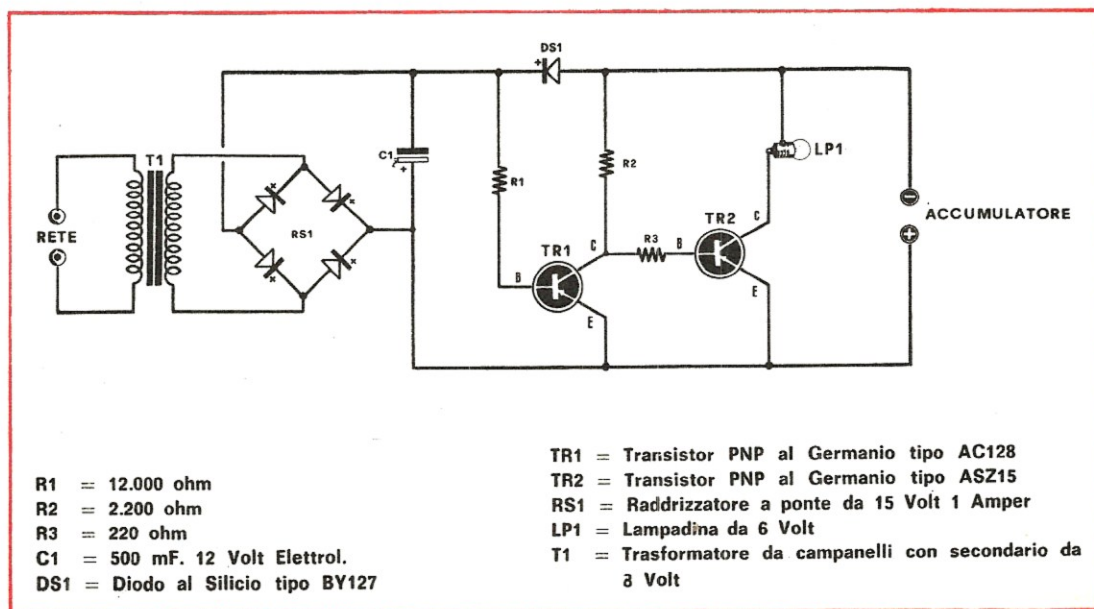 DS1
+
T1
C1
+
R1
R2
LP1
RETE
RS1
TR1
C
B
E
R3
TR2
C
B
E
ACCUMULATORE
R1 = 12.000 ohm
R2 = 2.200 ohm
R3 = 220 ohm
C1 = 500 mF. 12 Volt Elettrol.
DS1 = Diodo al Silicio tipo BY127
TR1 = Transistor PNP al Germanio tipo AC128
TR2 = Transistor PNP al Germanio tipo ASZ15
RS1 = Raddrizzatore a ponte da 15 Volt 1 Amper
LP1 = Lampadina da 6 Volt
T1 = Trasformatore da campanelli con secondario da
Volt